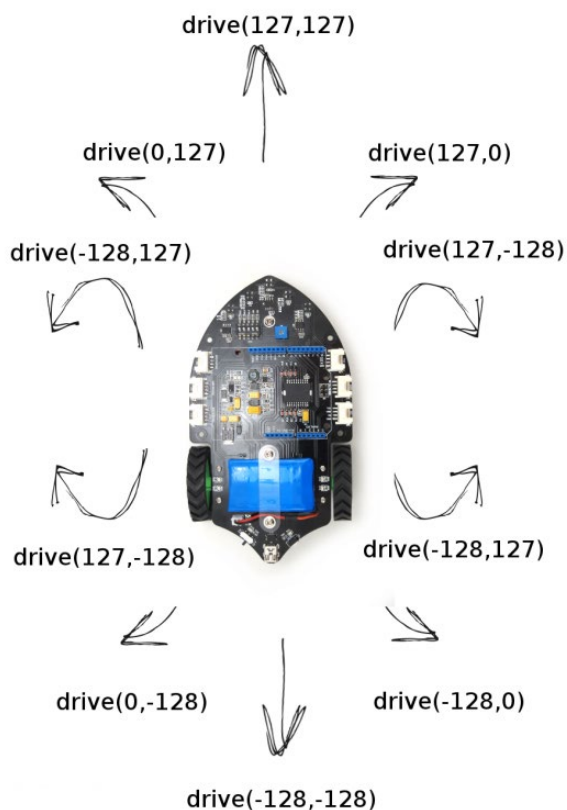 drive(127,127)
drive(0,127)
drive(127,0)
drive(-128,127)
drive(127,-128)
drive(127,-128)
drive(-128,127)
drive(0,-128)
drive(-128,0)
drive(-128,-128)